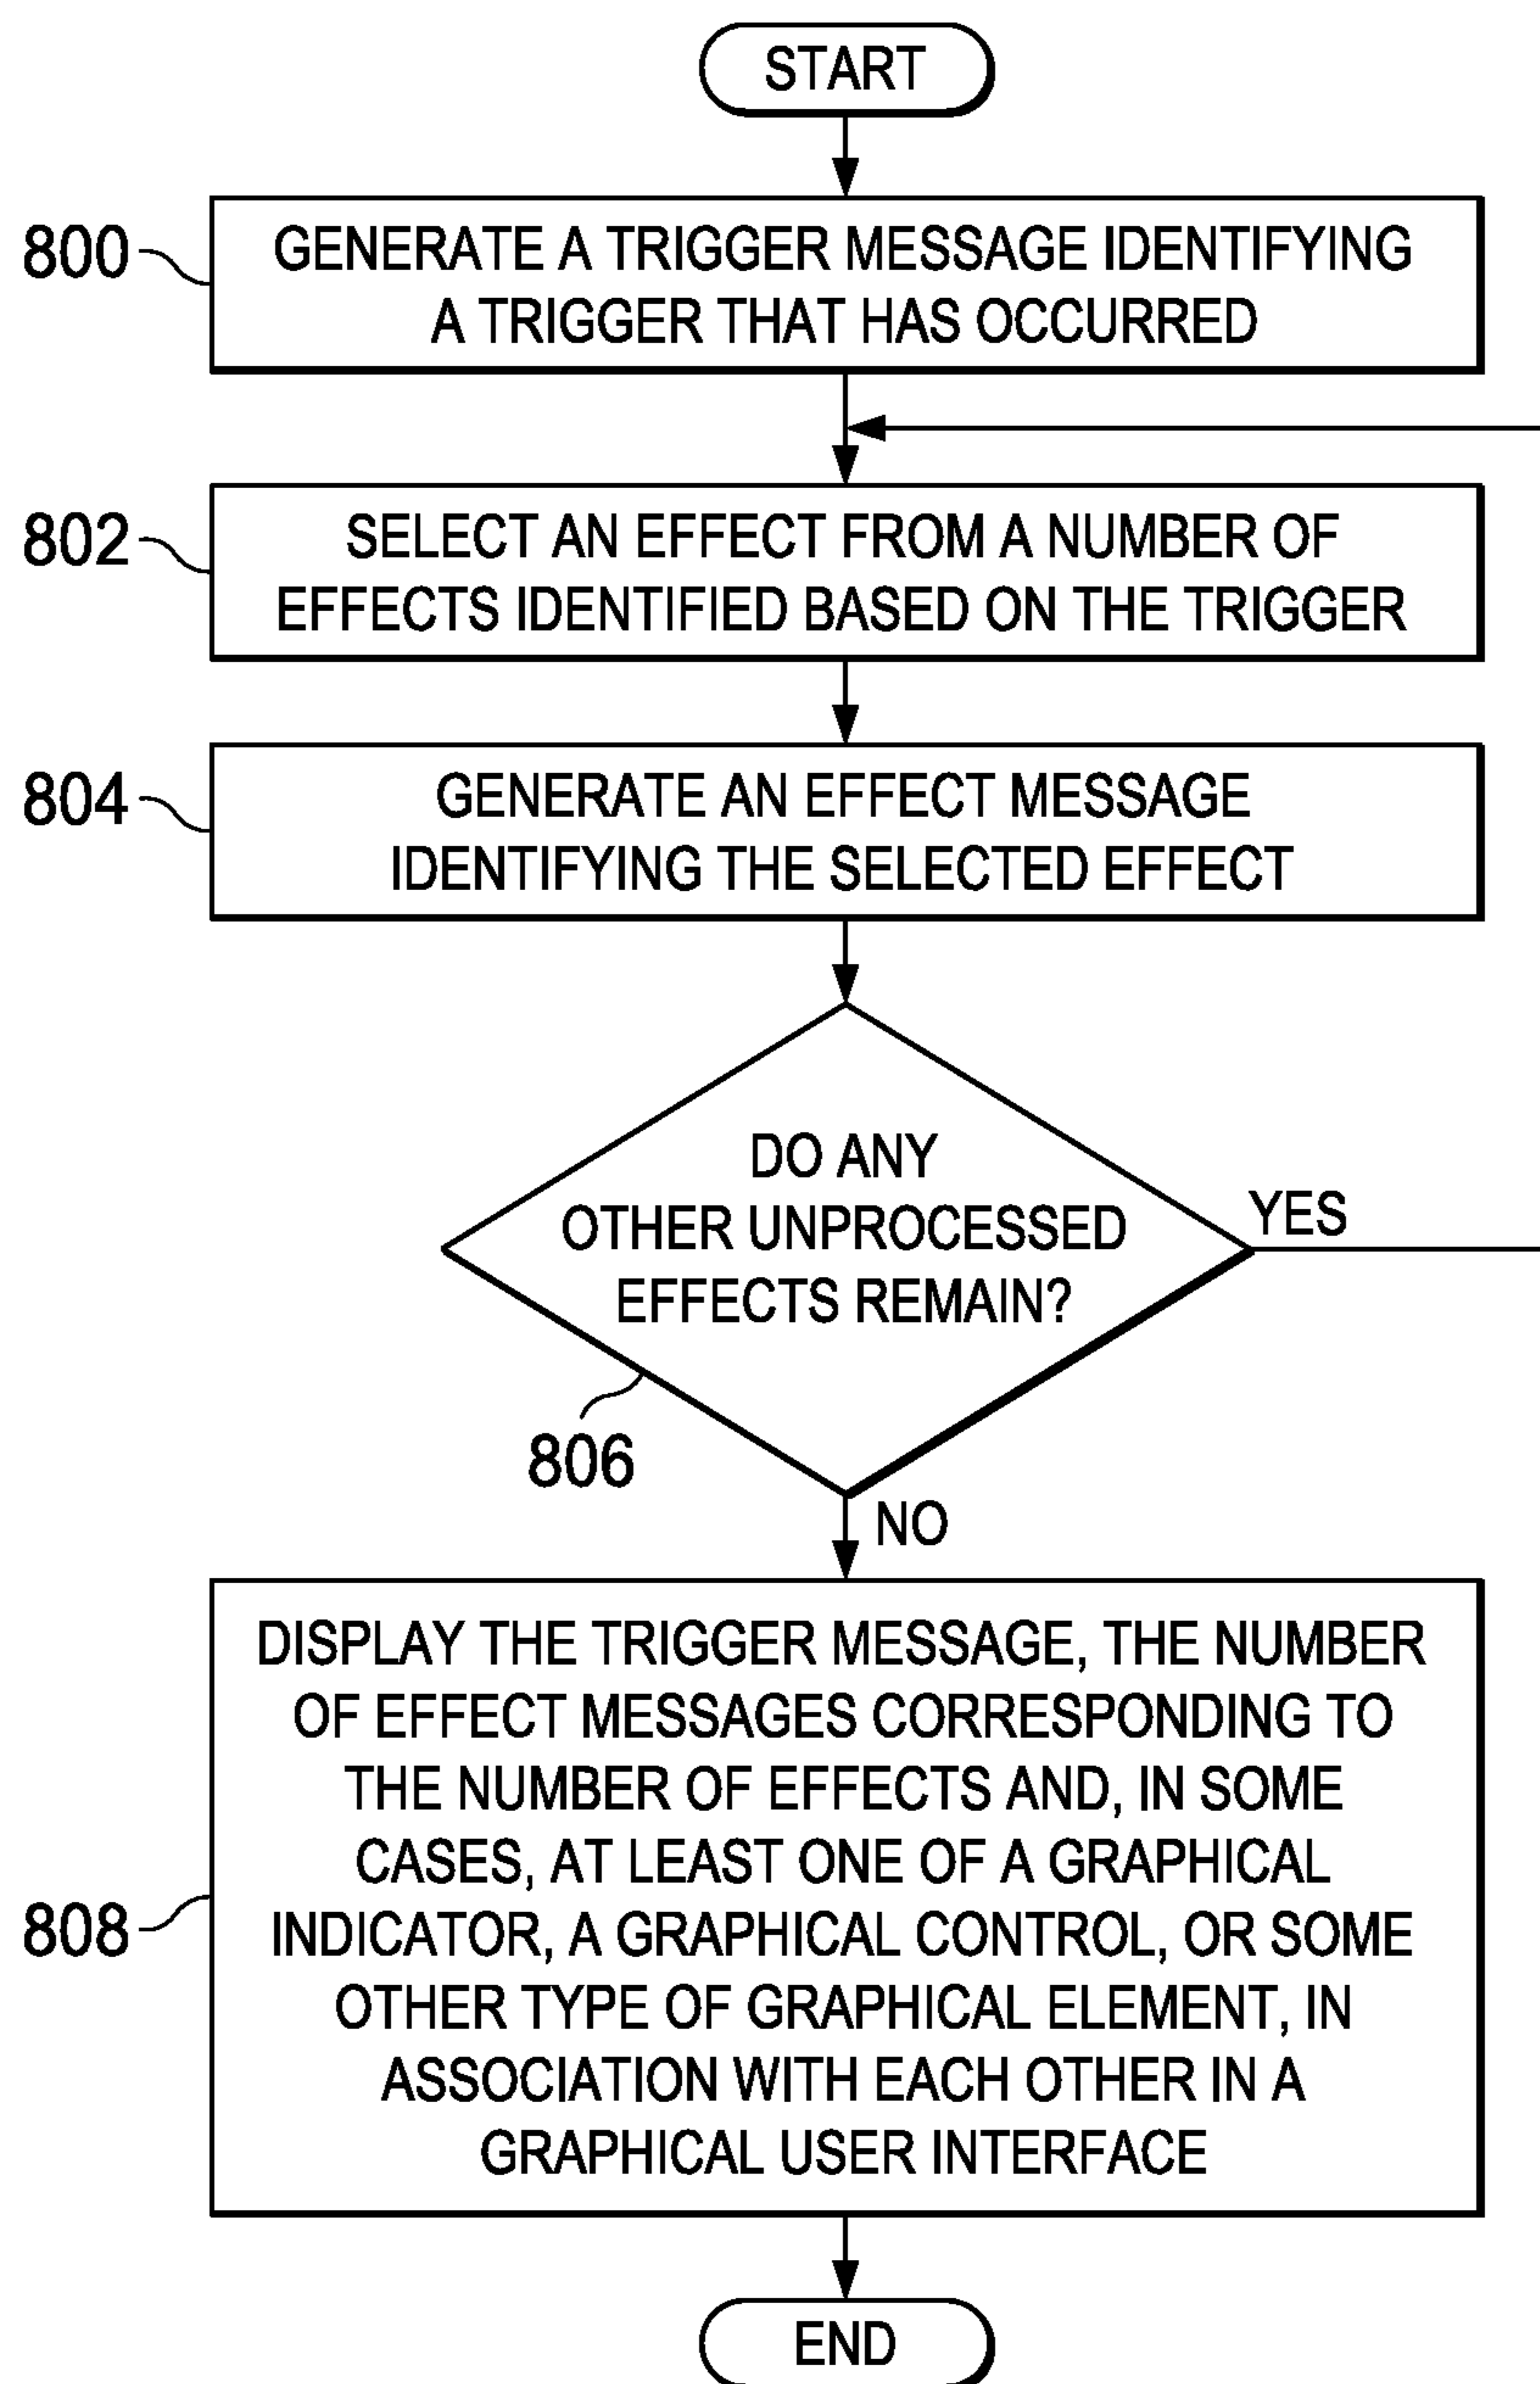 START
800
GENERATE A TRIGGER MESSAGE IDENTIFYING
A TRIGGER THAT HAS OCCURRED
802
SELECT AN EFFECT FROM A NUMBER OF
EFFECTS IDENTIFIED BASED ON THE TRIGGER
804
GENERATE AN EFFECT MESSAGE
IDENTIFYING THE SELECTED EFFECT
DO ANY
OTHER UNPROCESSED
EFFECTS REMAIN?
YES
806
NO
808
DISPLAY THE TRIGGER MESSAGE, THE NUMBER
OF EFFECT MESSAGES CORRESPONDING TO
THE NUMBER OF EFFECTS AND, IN SOME
CASES, AT LEAST ONE OF A GRAPHICAL
INDICATOR, A GRAPHICAL CONTROL, OR SOME
OTHER TYPE OF GRAPHICAL ELEMENT, IN
ASSOCIATION WITH EACH OTHER IN A
GRAPHICAL USER INTERFACE
END